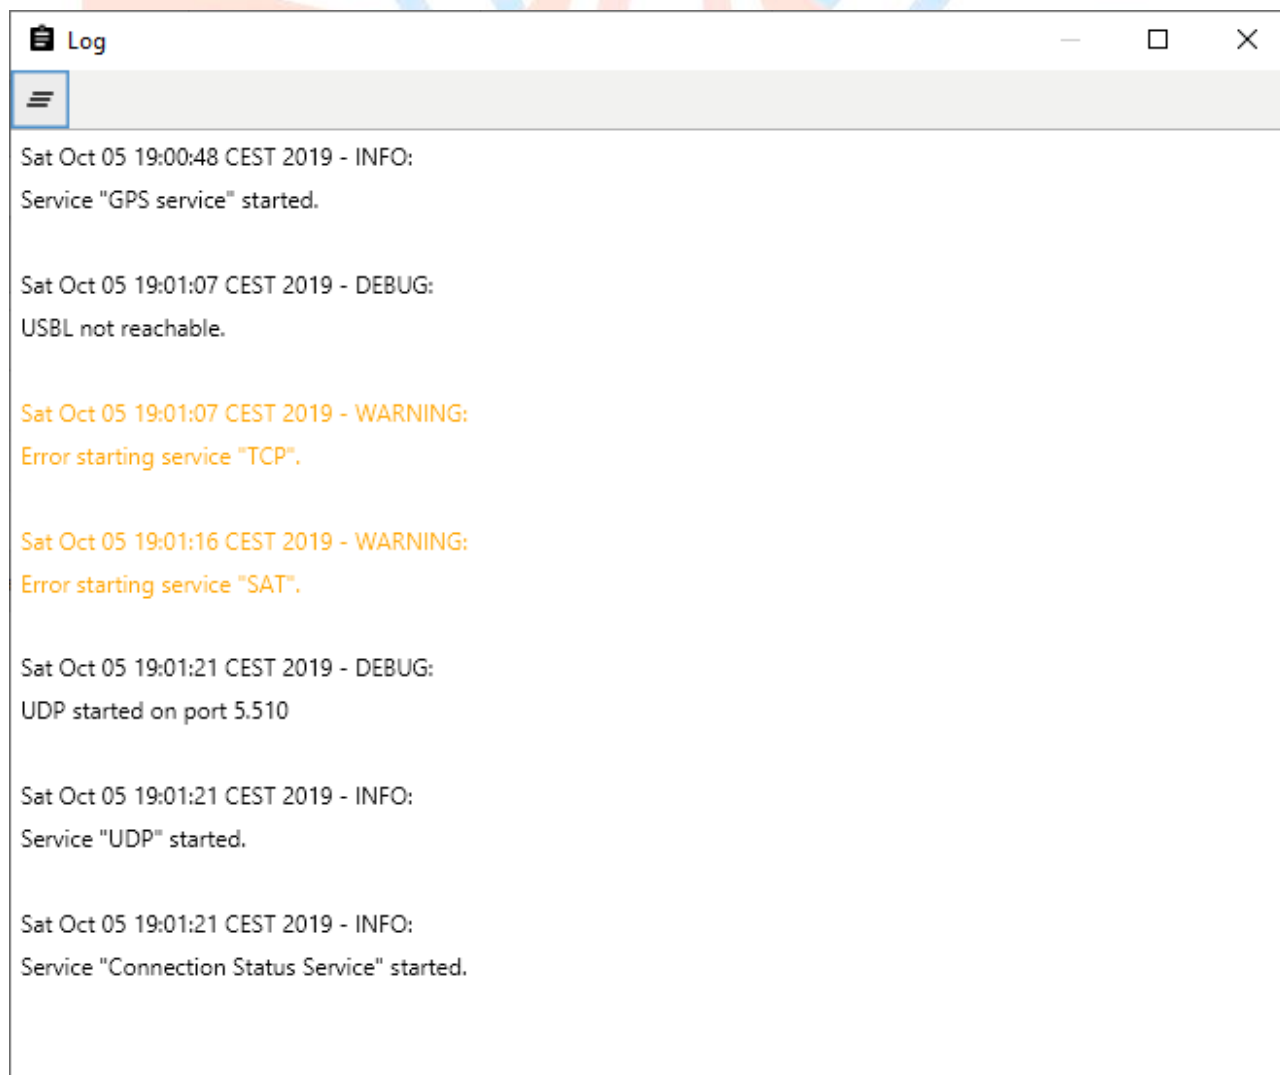 Log
Sat Oct 05 19:00:48 CEST 2019 - INFO:
Service "GPS service" started.
Sat Oct 05 19:01:07 CEST 2019 - DEBUG:
USBL not reachable.
Sat Oct 05 19:01:07 CEST 2019 - WARNING:
Error starting service "TCP".
Sat Oct 05 19:01:16 CEST 2019 - WARNING:
Error starting service "SAT".
Sat Oct 05 19:01:21 CEST 2019 - DEBUG:
UDP started on port 5.510
Sat Oct 05 19:01:21 CEST 2019 - INFO:
Service "UDP" started.
Sat Oct 05 19:01:21 CEST 2019 - INFO:
Service "Connection Status Service" started.